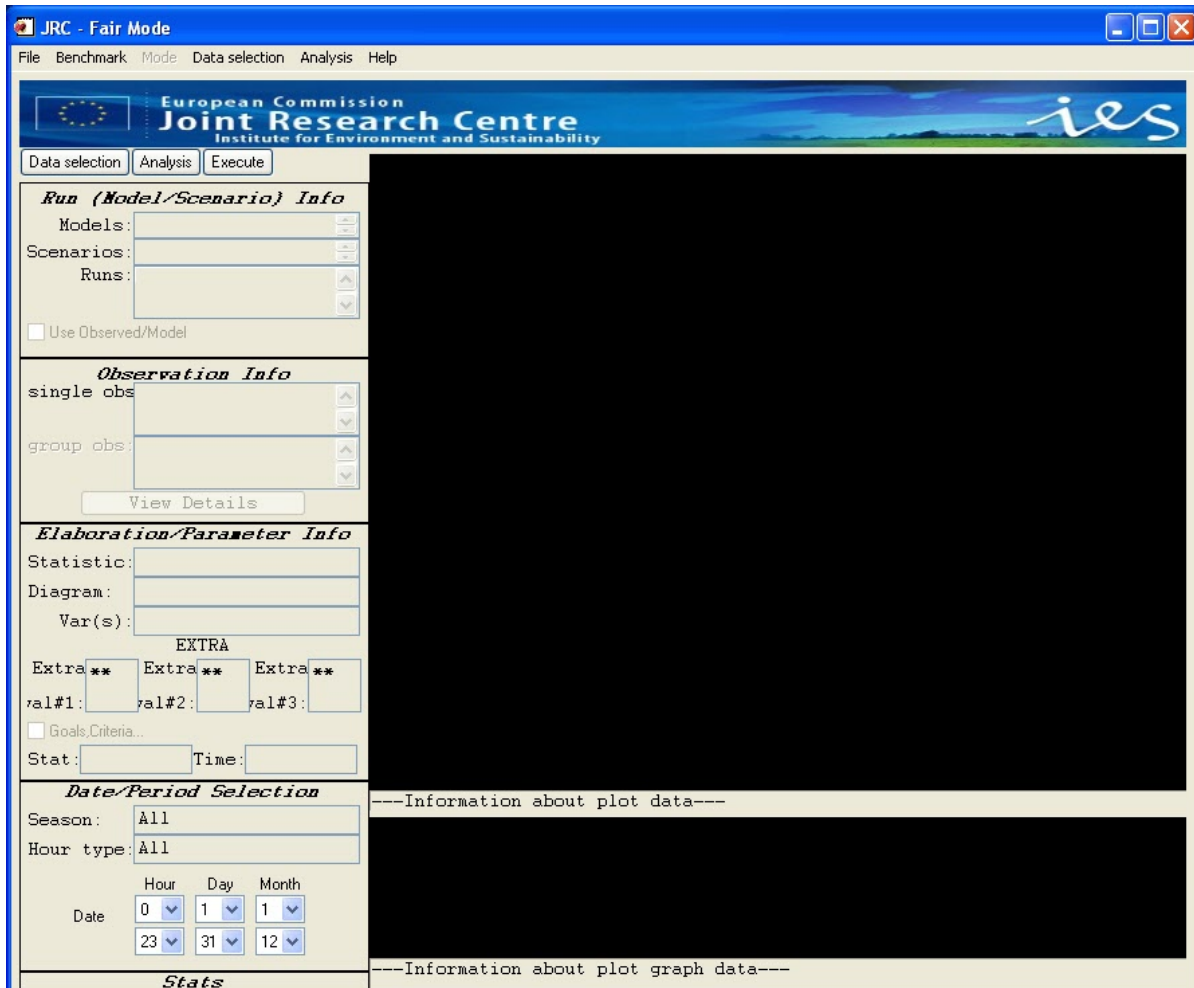 JRC - Fair Mode
File Benchmark Mode Data selection Analysis Help
European Commission
Joint Research Centre
Institute for Environment and Sustainability
ies
Data selection Analysis Execute
Run (Model/Scenario) Info
Models:
Scenarios:
Runs:
Use Observed/Model
Observation Info
single obs
group obs:
View Details
Elaboration/Parameter Info
Statistic:
Diagram:
Var(s):
EXTRA
Extra ** Extra ** Extra **
val#1: val#2: val#3:
Goals,Criteria...
Stat: Time:
Date/Period Selection
Season: All
Hour type: All
Hour Day Month
Date 0 1 1
23 31 12
Stats
---Information about plot data---
---Information about plot graph data---